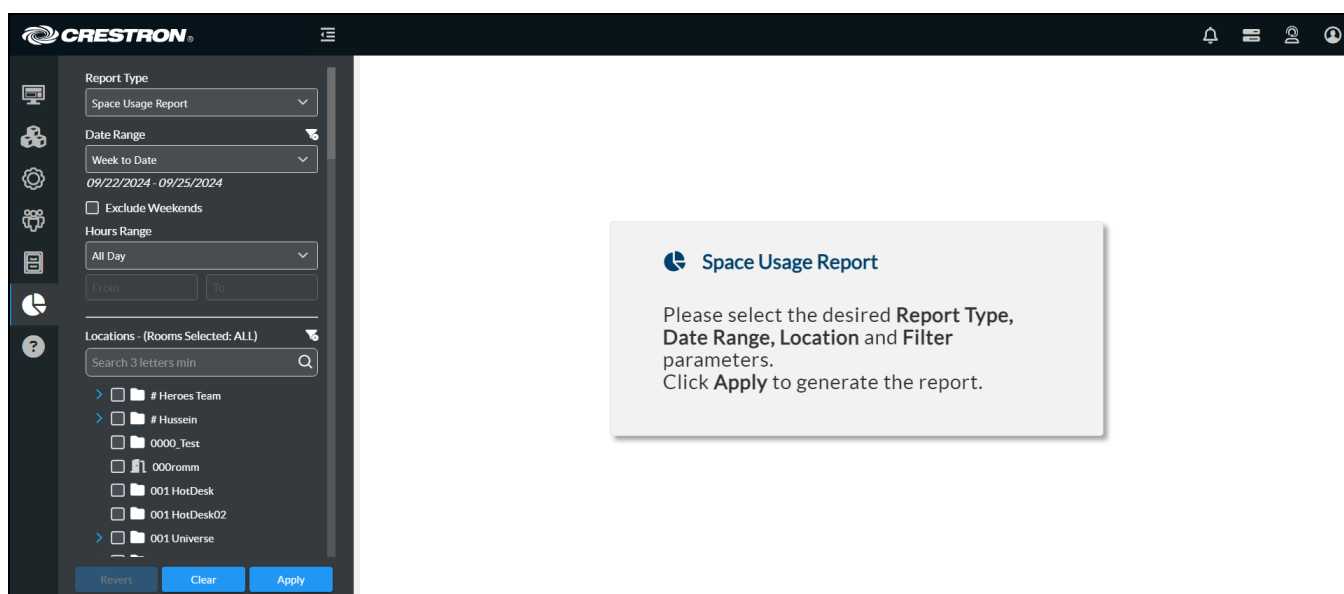 CRESTRON®
Report Type
Space Usage Report
Date Range
Week to Date
09/22/2024 - 09/25/2024
Exclude Weekends
Hours Range
All Day
From To
Locations - (Rooms Selected: ALL)
Search 3 letters min
# Heroes Team
# Hussein
0000_Test
000romm
001 HotDesk
001 HotDesk02
001 Universe
Revert Clear Apply
Space Usage Report
Please select the desired Report Type,
Date Range, Location and Filter
parameters.
Click Apply to generate the report.